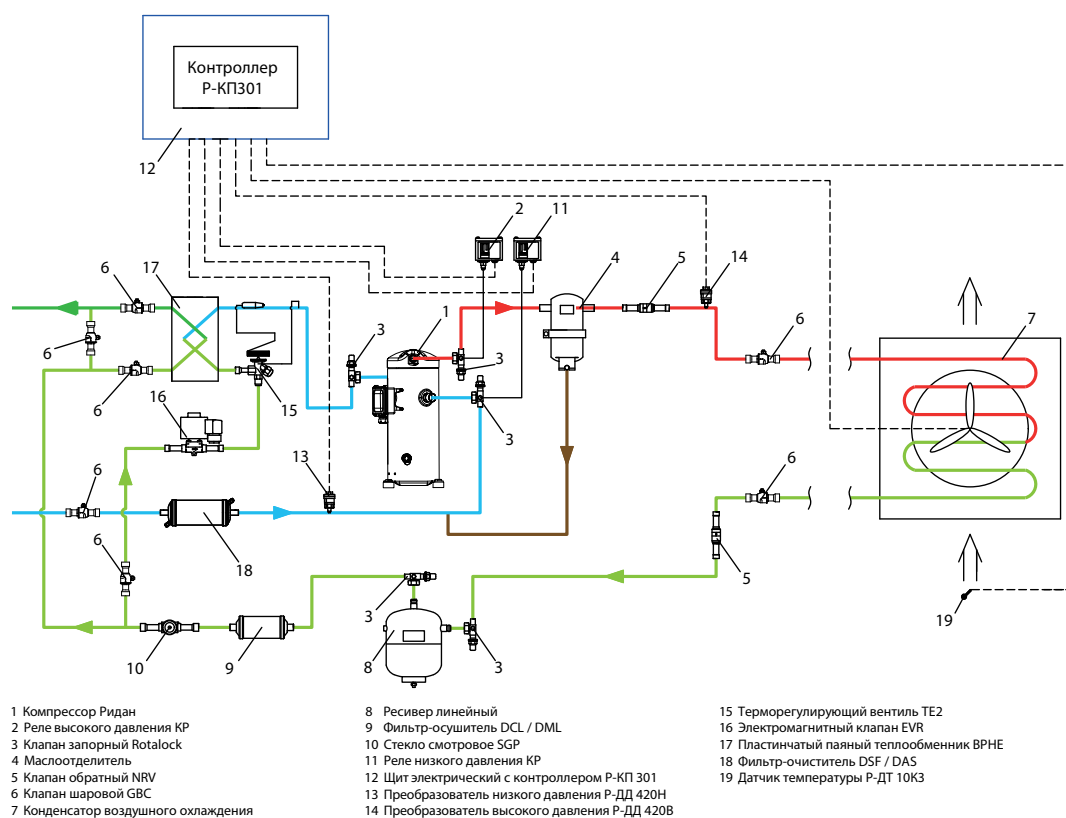 Контроллер
Р-КП301
12
2
11
6
17
4
5
14
1
3
6
7
6
3
6
15
3
16
13
6
6
18
6
5
3
19
10
9
8
3
1 Компрессор Ридан
2 Реле высокого давления КР
3 Клапан запорный Rotalock
4 Маслоотделитель
5 Клапан обратный NRV
6 Клапан шаровой GBC
7 Конденсатор воздушного охлаждения
8 Ресивер линейный
9 Фильтр-осушитель DCL / DML
10 Стекло смотровое SGP
11 Реле низкого давления КР
12 Щит электрический с контроллером Р-КП 301
13 Преобразователь низкого давления Р-ДД 420Н
14 Преобразователь высокого давления Р-ДД 420В
15 Терморегулирующий вентиль ТЕ2
16 Электромагнитный клапан EVR
17 Пластинчатый паяный теплообменник BPHE
18 Фильтр-очиститель DSF / DAS
19 Датчик температуры Р-ДТ 10К3